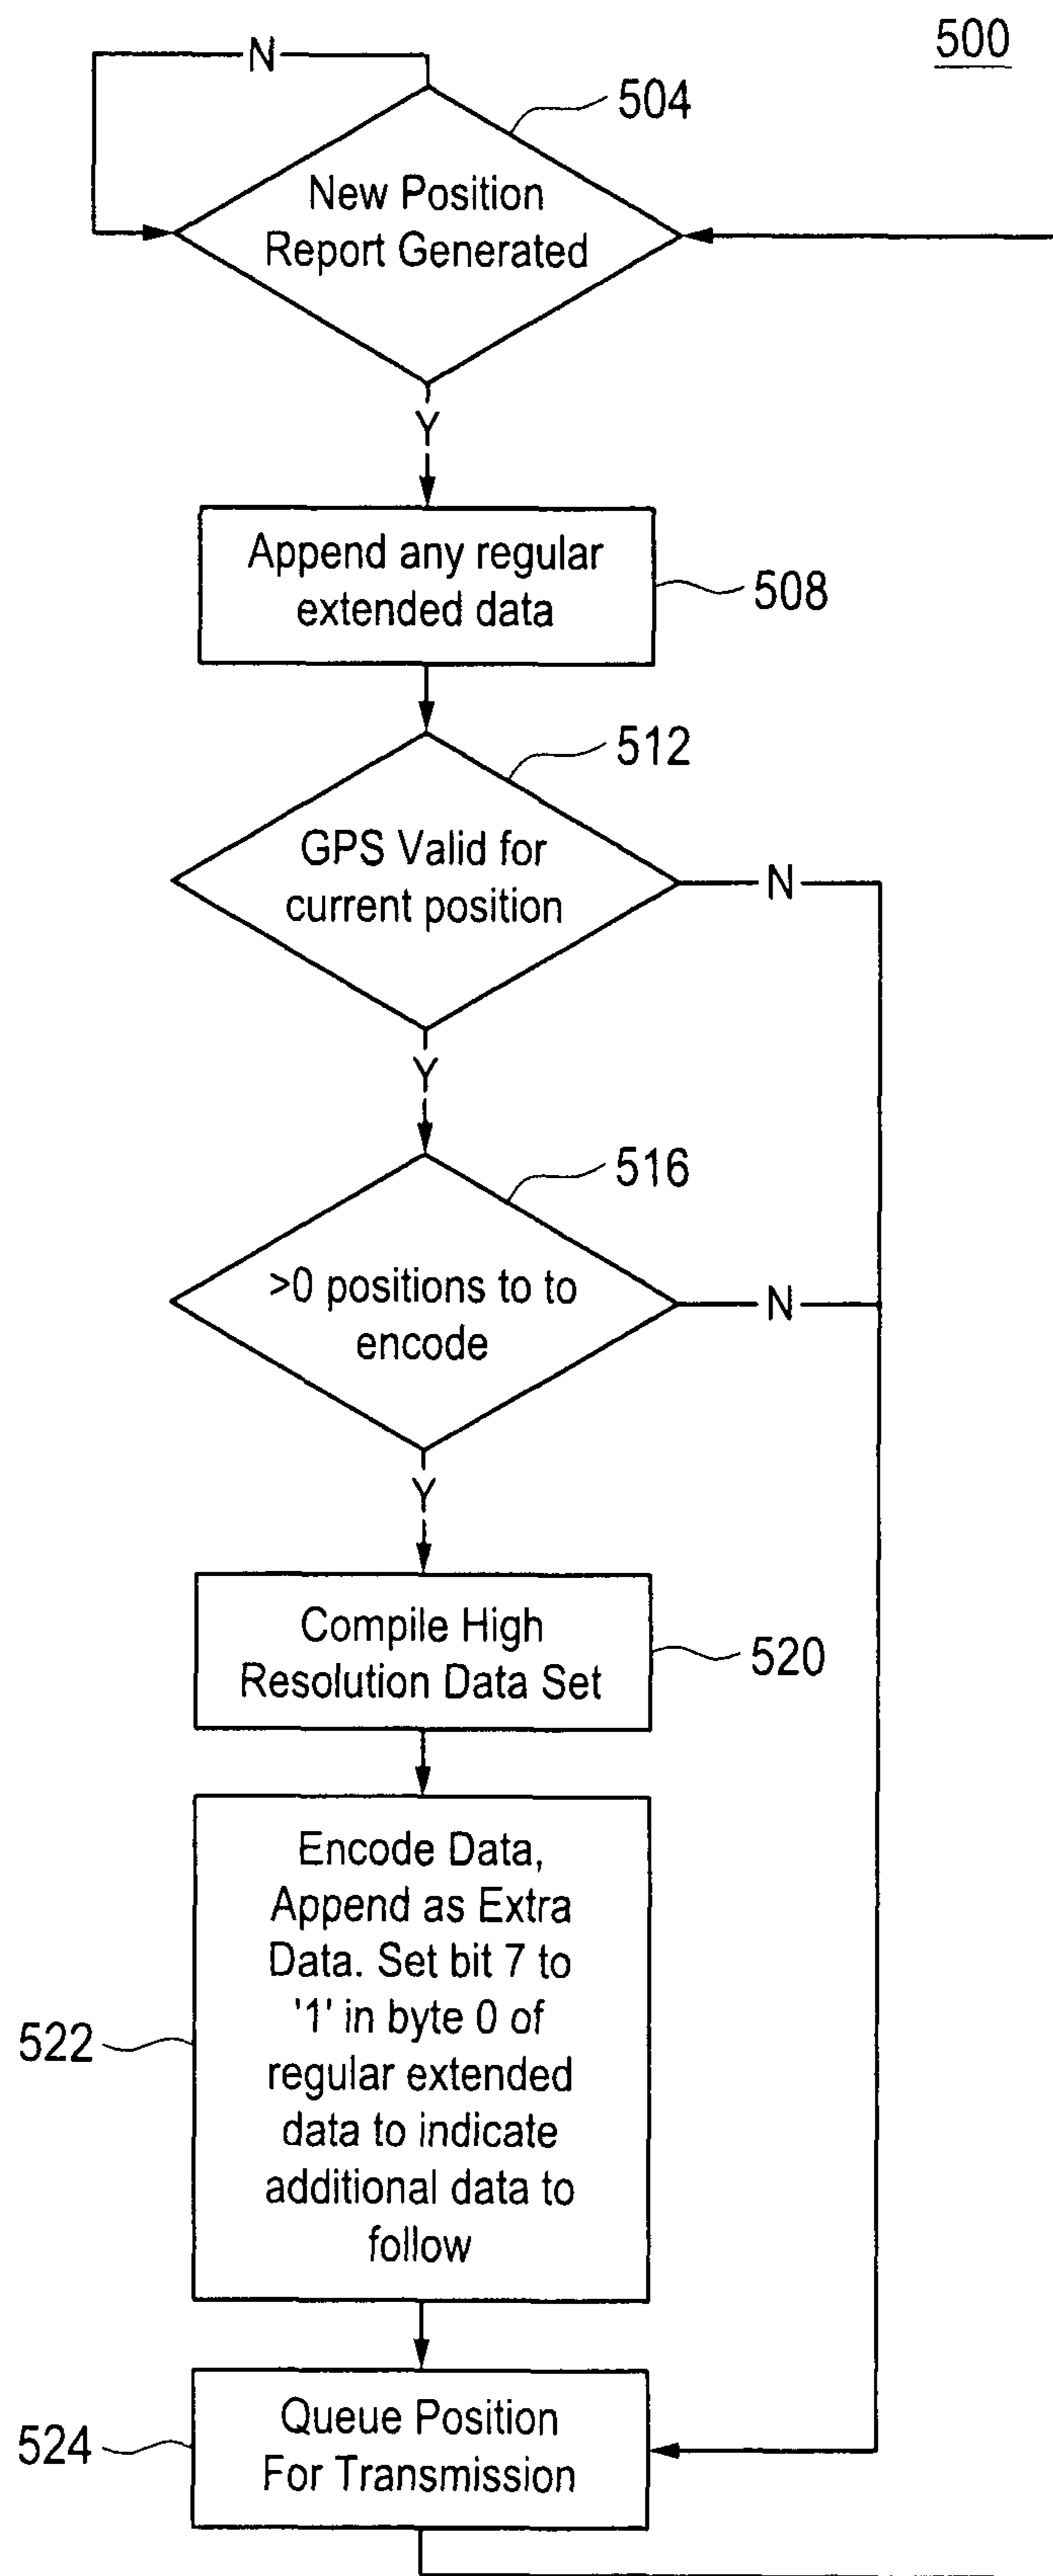 500
N
504
New Position
Report Generated
Y
Append any regular
extended data
508
512
GPS Valid for
current position
N
Y
516
>0 positions to to
encode
N
Y
Compile High
Resolution Data Set
520
Encode Data,
Append as Extra
Data. Set bit 7 to
'1' in byte 0 of
regular extended
data to indicate
additional data to
follow
522
Queue Position
For Transmission
524